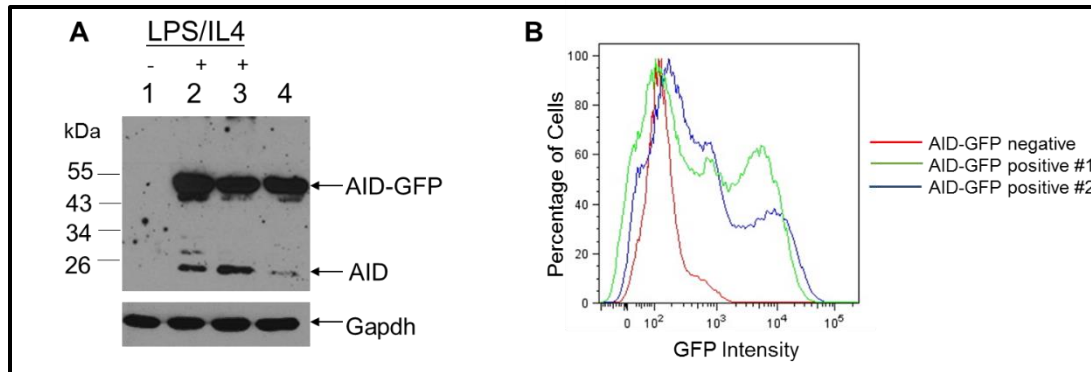 A
LPS/IL4
- + +
1 2 3 4
kDa
55
43
34
26
AID-GFP
AID
Gapdh
B
Percentage of Cells
100
80
60
40
20
0
0 10² 10³ 10⁴ 10⁵
GFP Intensity
AID-GFP negative
AID-GFP positive #1
AID-GFP positive #2